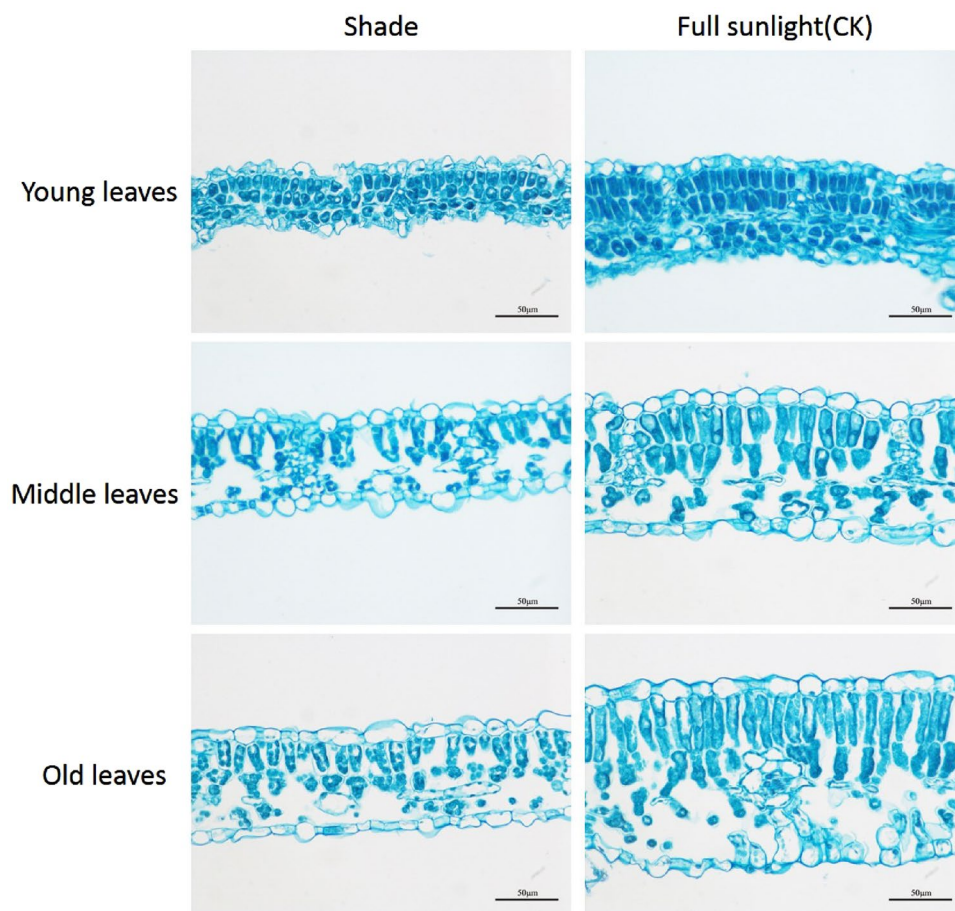 Shade
Full sunlight(CK)
Young leaves
50μm
50μm
Middle leaves
50μm
50μm
Old leaves
50μm
50μm